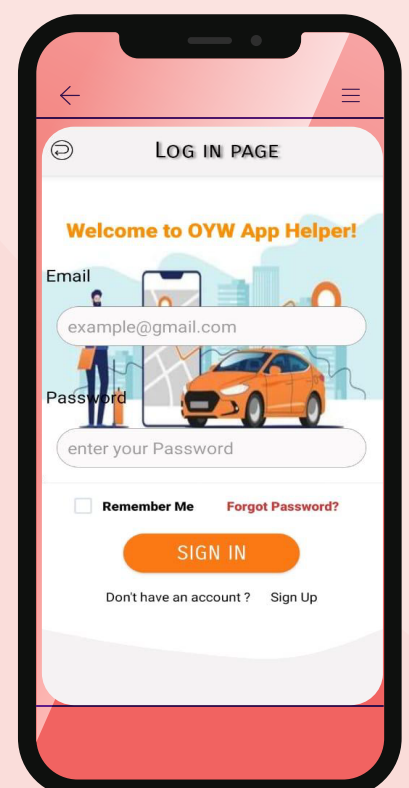 LOG IN PAGE
Welcome to OYW App Helper!
Email
example@gmail.com
Password
enter your Password
Remember Me Forgot Password?
SIGN IN
Don't have an account ? Sign Up